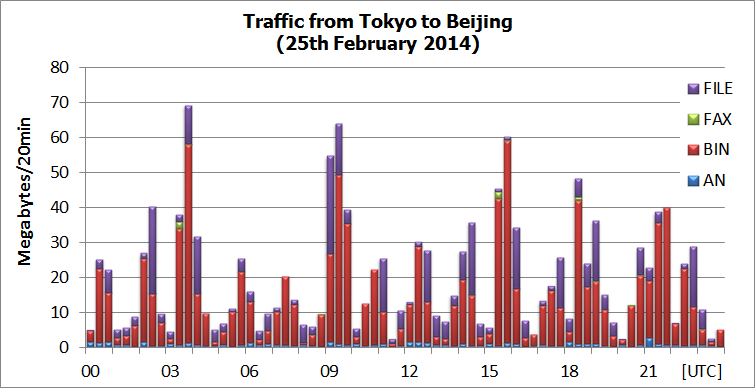 Traffic from Tokyo to Beijing
(25th February 2014)
Megabytes/20min
80
70
60
50
40
30
20
10
0
FILE
FAX
BIN
AN
00 03 06 09 12 15 18 21 [UTC]